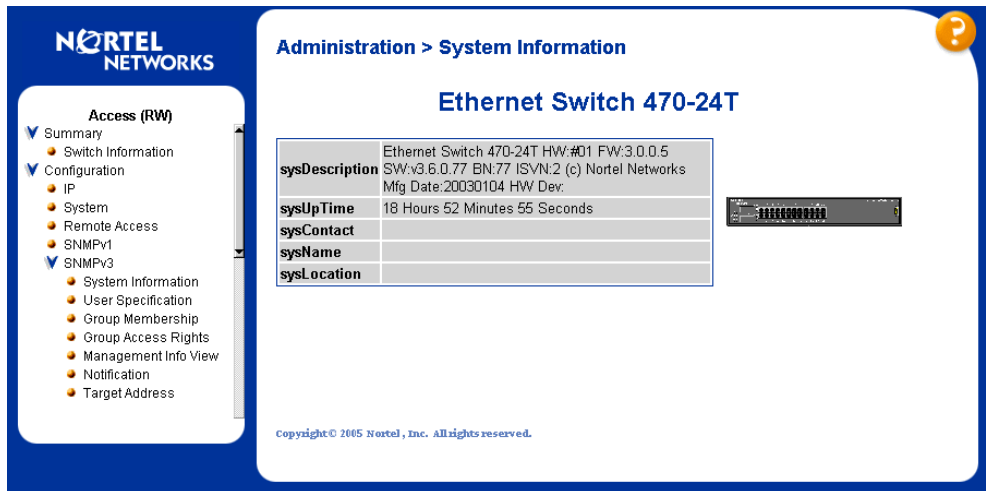 NORTEL
NETWORKS
Access (RW)
Summary
Switch Information
Configuration
IP
System
Remote Access
SNMPv1
SNMPv3
System Information
User Specification
Group Membership
Group Access Rights
Management Info View
Notification
Target Address
Administration > System Information
?
Ethernet Switch 470-24T
sysDescription Ethernet Switch 470-24T HW:#01 FW:3.0.0.5
SW:v3.6.0.77 BN:77 ISVN:2 (c) Nortel Networks
Mfg Date:20030104 HW Dev:
sysUpTime 18 Hours 52 Minutes 55 Seconds
sysContact
sysName
sysLocation
Copyright© 2005 Nortel, Inc. All rights reserved.